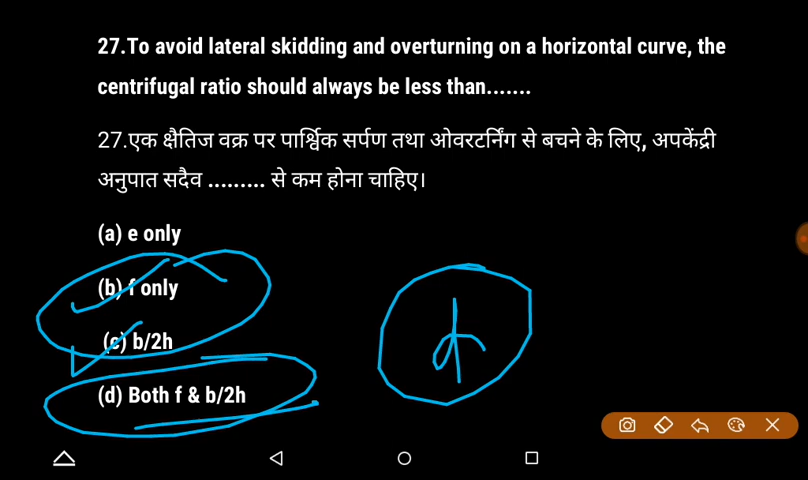 27.To avoid lateral skidding and overturning on a horizontal curve, the
centrifugal ratio should always be less than.......
27.एक क्षैतिज वक्र पर पार्श्विक सर्पण तथा ओवरटर्निंग से बचने के लिए, अपकेंद्री
अनुपात सदैव ......... से कम होना चाहिए।
(a) e only
(b) f only
(c) b/2h
(d) Both f & b/2h